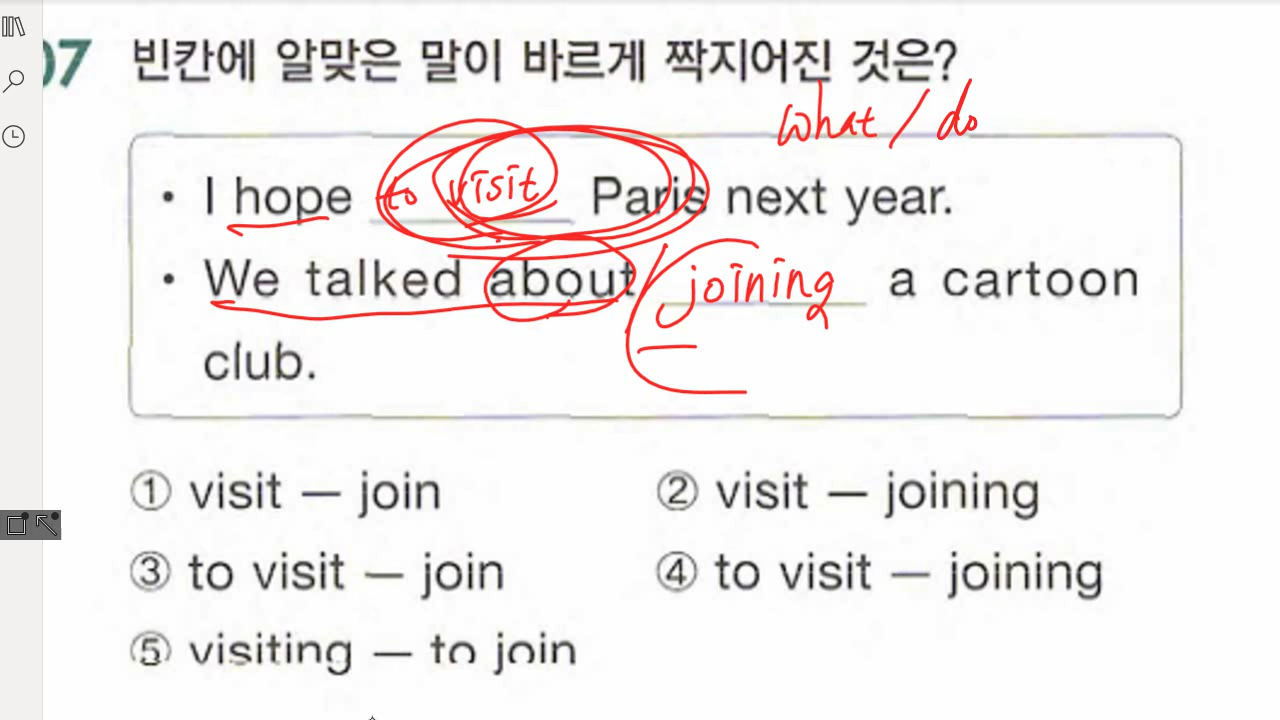 07 빈칸에 알맞은 말이 바르게 짝지어진 것은?
what / do
• I hope to visit Paris next year.
• We talked about joining a cartoon
club.
① visit — join ② visit — joining
③ to visit — join ④ to visit — joining
⑤ visiting — to join